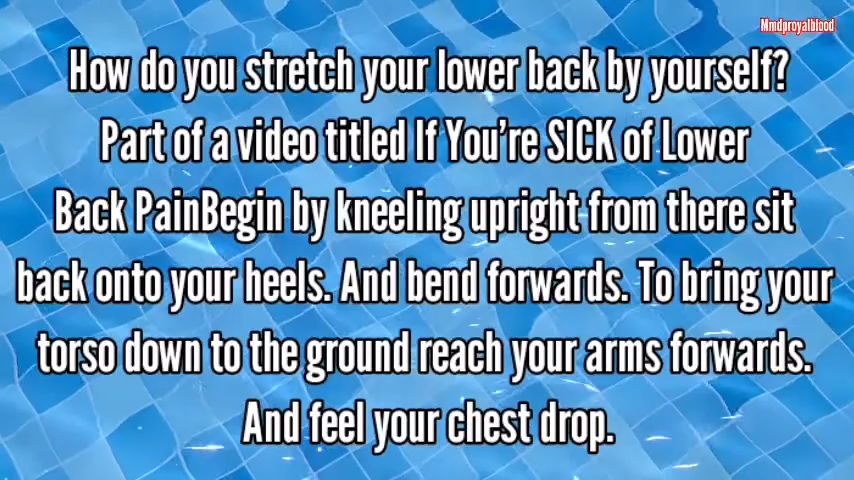 Mmdproyalblood
How do you stretch your lower back by yourself?
Part of a video titled If You're SICK of Lower
Back PainBegin by kneeling upright from there sit
back onto your heels. And bend forwards. To bring your
torso down to the ground reach your arms forwards.
And feel your chest drop.